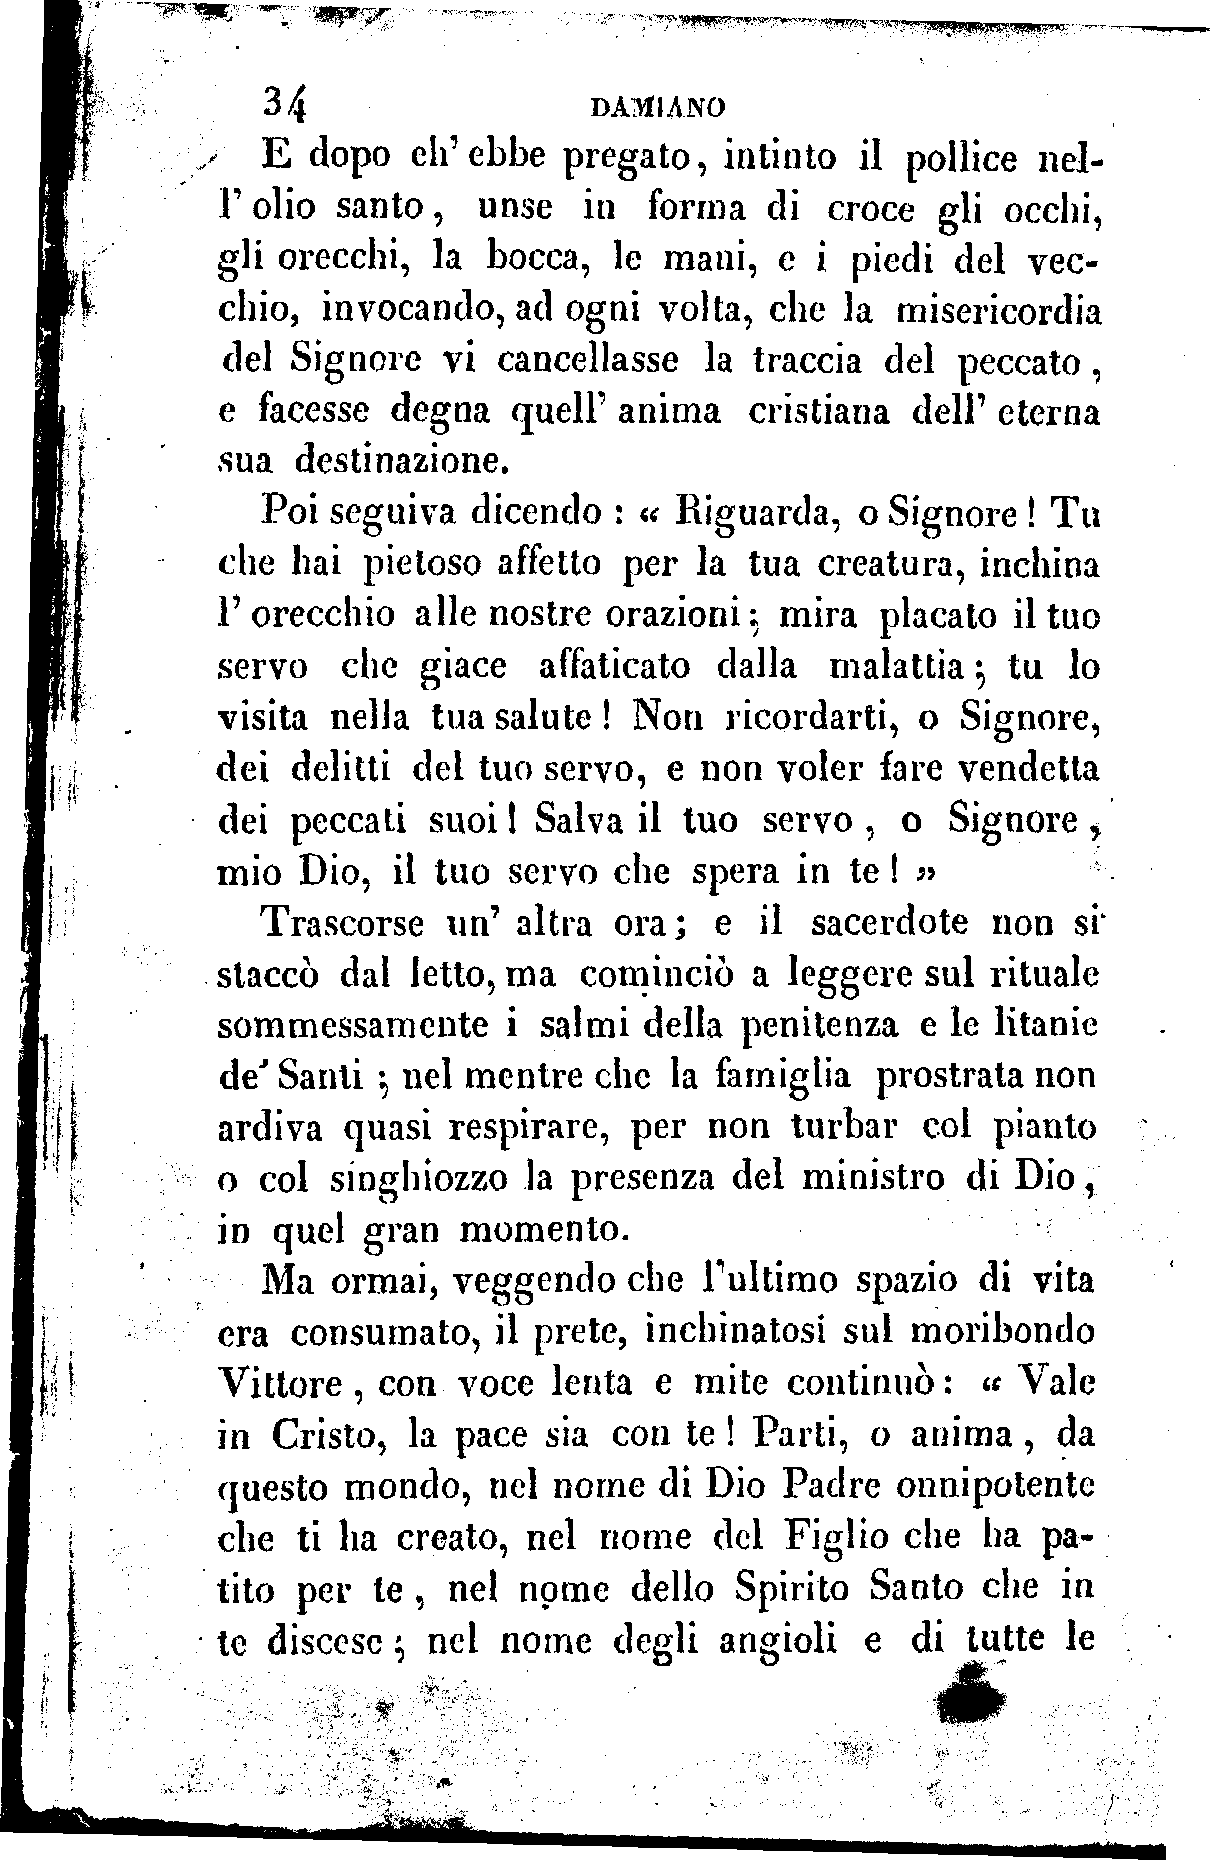 34 DAMIANO
E dopo ch' ebbe pregato, intinto il pollice nel-
l' olio santo, unse in forma di croce gli occhi,
gli orecchi, la bocca, le mani, e i piedi del vec-
chio, invocando, ad ogni volta, che la misericordia
del Signore vi cancellasse la traccia del peccato,
e facesse degna quell' anima cristiana dell' eterna
sua destinazione.
Poi seguiva dicendo : « Riguarda, o Signore ! Tu
che hai pietoso affetto per la tua creatura, inchina
l' orecchio alle nostre orazioni; mira placato il tuo
servo che giace affaticato dalla malattia; tu lo
visita nella tua salute ! Non ricordarti, o Signore,
dei delitti del tuo servo, e non voler fare vendetta
dei peccati suoi ! Salva il tuo servo, o Signore,
mio Dio, il tuo servo che spera in te ! »
Trascorse un' altra ora; e il sacerdote non si
staccò dal letto, ma cominciò a leggere sul rituale
sommessamente i salmi della penitenza e le litanie
de' Santi ; nel mentre che la famiglia prostrata non
ardiva quasi respirare, per non turbar col pianto
o col singhiozzo la presenza del ministro di Dio,
in quel gran momento.
Ma ormai, veggendo che l'ultimo spazio di vita
era consumato, il prete, inchinatosi sul moribondo
Vittore, con voce lenta e mite continuò: « Vale
in Cristo, la pace sia con te ! Parti, o anima, da
questo mondo, nel nome di Dio Padre onnipotente
che ti ha creato, nel nome del Figlio che ha pa-
tito per te, nel nome dello Spirito Santo che in
te discese ; nel nome degli angioli e di tutte le